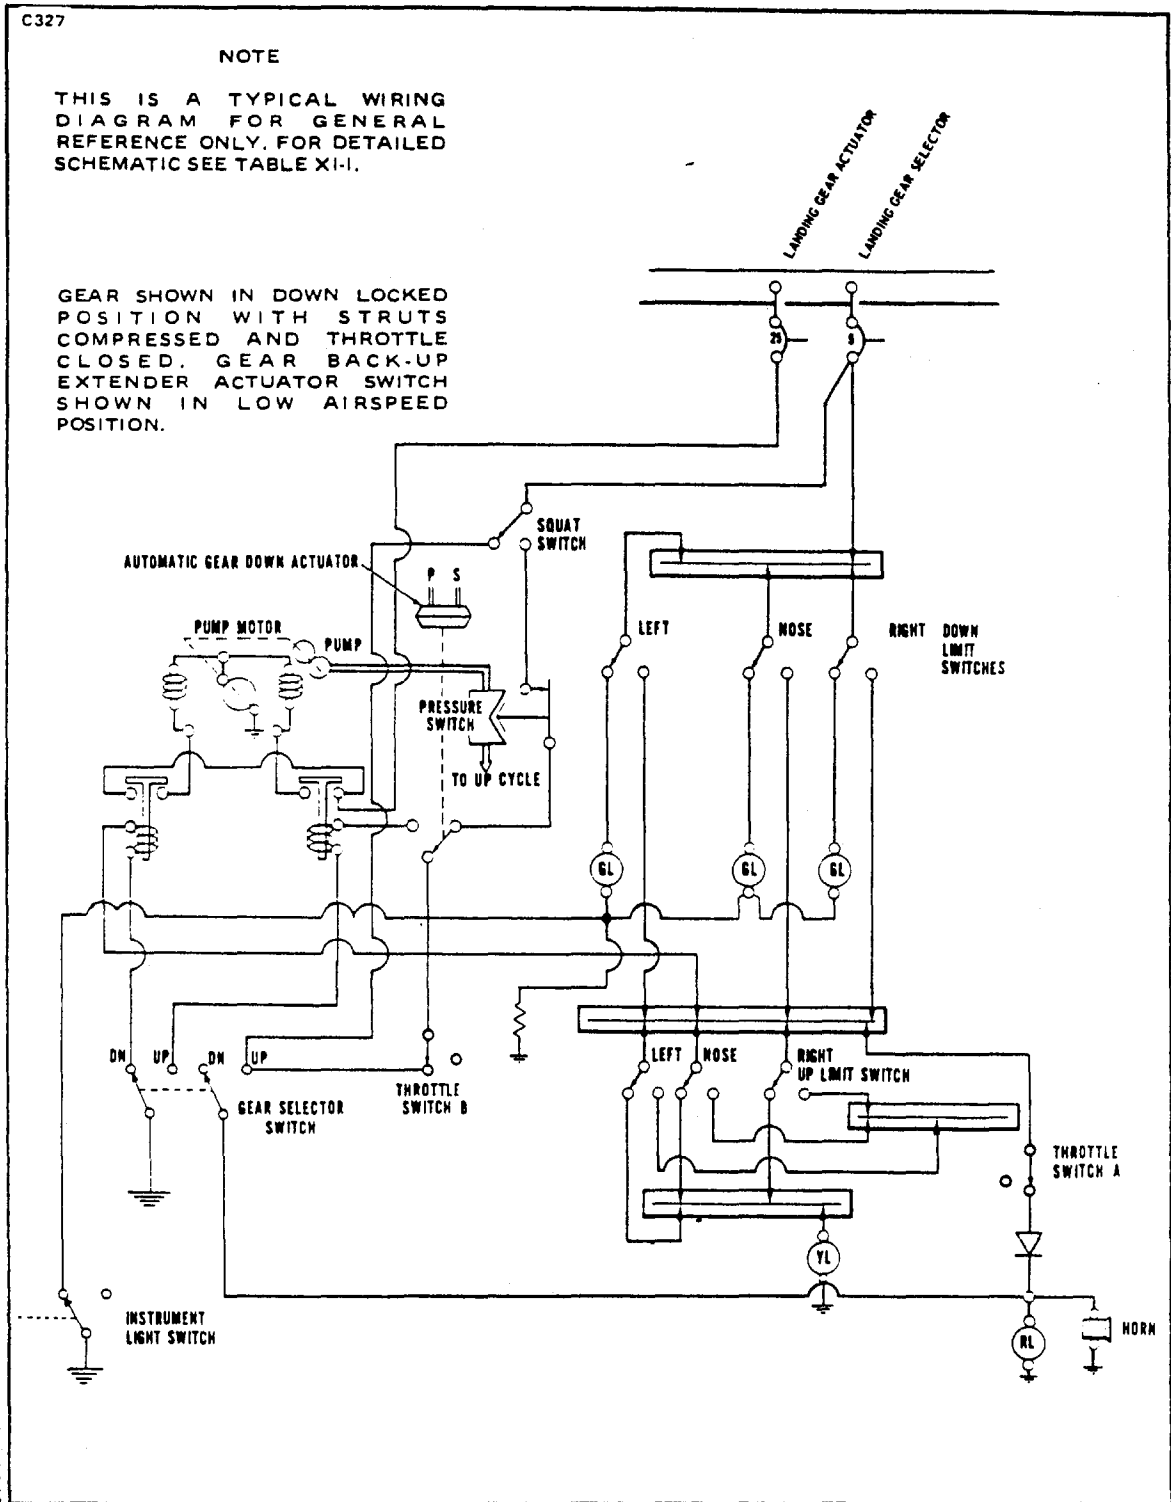 C327
NOTE
THIS IS A TYPICAL WIRING
DIAGRAM FOR GENERAL
REFERENCE ONLY. FOR DETAILED
SCHEMATIC SEE TABLE XI-I.
LANDING GEAR ACTUATOR
LANDING GEAR SELECTOR
GEAR SHOWN IN DOWN LOCKED
POSITION WITH STRUTS
COMPRESSED AND THROTTLE
CLOSED. GEAR BACK-UP
EXTENDER ACTUATOR SWITCH
SHOWN IN LOW AIRSPEED
POSITION.
25
5
SQUAT
SWITCH
AUTOMATIC GEAR DOWN ACTUATOR
P S
PUMP MOTOR
PUMP
LEFT
NOSE
RIGHT
DOWN
LIMIT
SWITCHES
PRESSURE
SWITCH
TO UP CYCLE
GL
GL
GL
DN
UP
DN
UP
GEAR SELECTOR
SWITCH
THROTTLE
SWITCH B
LEFT
NOSE
RIGHT
UP LIMIT SWITCH
THROTTLE
SWITCH A
YL
INSTRUMENT
LIGHT SWITCH
RL
HORN